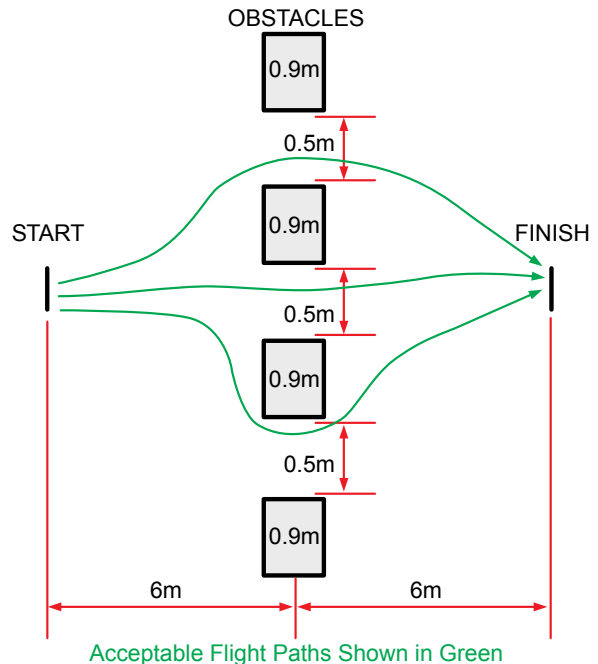 OBSTACLES
0.9m
0.5m
0.9m
START
FINISH
0.5m
0.9m
0.5m
0.9m
6m
6m
Acceptable Flight Paths Shown in Green